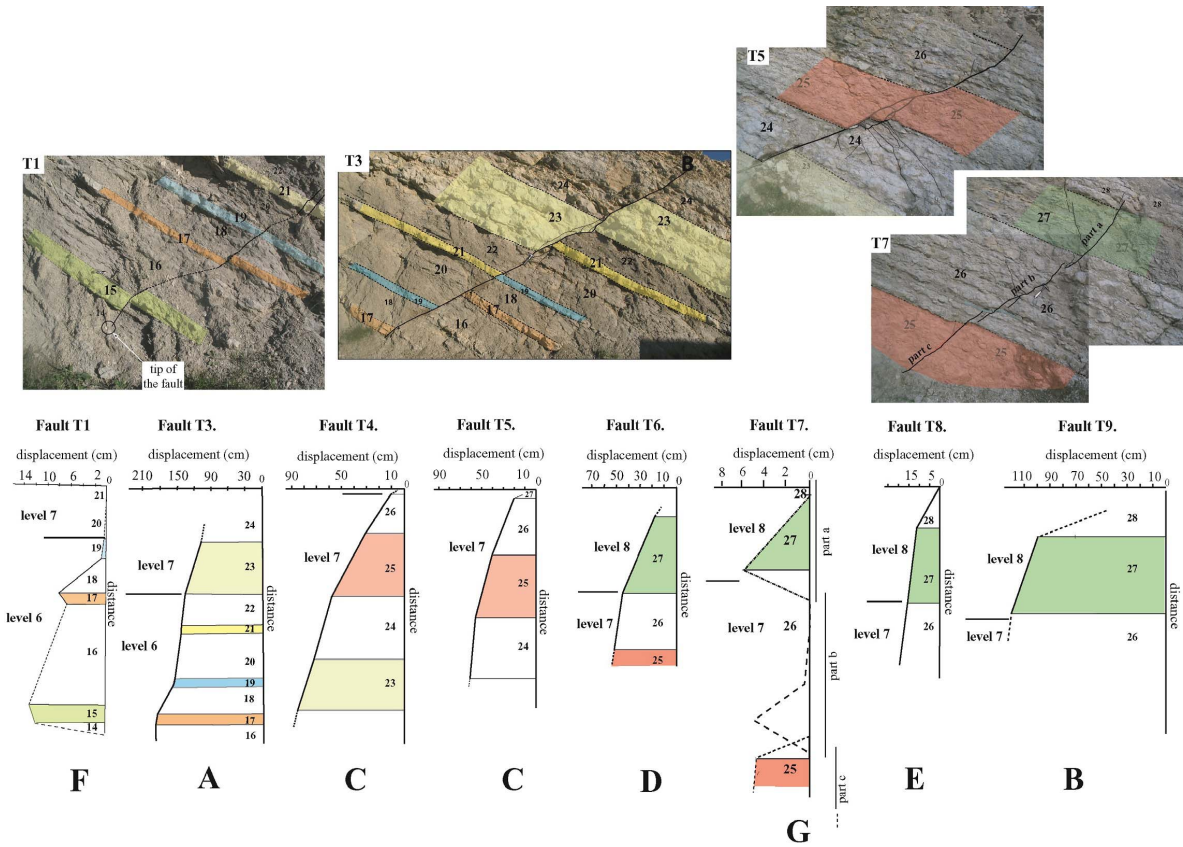 T1
22
21
19
18
17
16
15
14
tip of
the fault
T3
B
24
24
23
23
22
22
21
21
20
20
19
19
18
18
17
17
16
T5
26
25
25
24
24
23
T7
28
28
27
27
part a
26
part b
26
25
25
part c
Fault T1
displacement (cm)
14 10 6 2 0
level 7
level 6
21
20
19
18
17
16
15
14
distance
F
Fault T3.
displacement (cm)
210 150 90 30 0
level 7
level 6
24
23
22
21
20
19
18
17
16
distance
A
Fault T4.
displacement (cm)
90 50 10 0
level 7
26
25
24
23
distance
C
Fault T5.
displacement (cm)
90 50 10 0
level 7
27
26
25
24
distance
C
Fault T6.
displacement (cm)
70 50 30 10 0
level 8
level 7
27
26
25
distance
D
Fault T7.
displacement (cm)
8 6 4 2 0
level 8
level 7
28
27
26
25
part a
part b
part c
G
Fault T8.
displacement (cm)
15 5 0
level 8
level 7
28
27
26
distance
E
Fault T9.
displacement (cm)
110 90 70 50 30 10 0
level 8
level 7
28
27
26
distance
B